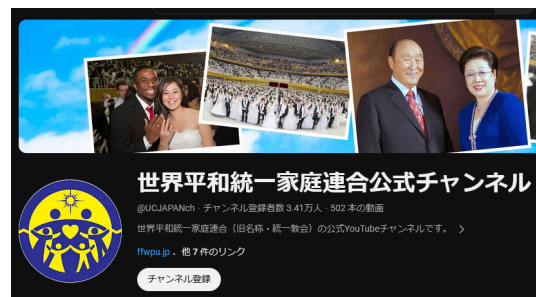 世界平和統一家庭連合公式チャンネル
@UCJAPANch · チャンネル登録者数 3.41万人 · 502 本の動画
世界平和統一家庭連合（旧名称・統一教会）の公式YouTubeチャンネルです。
ffwpu.jp 、他 7 件のリンク
チャンネル登録